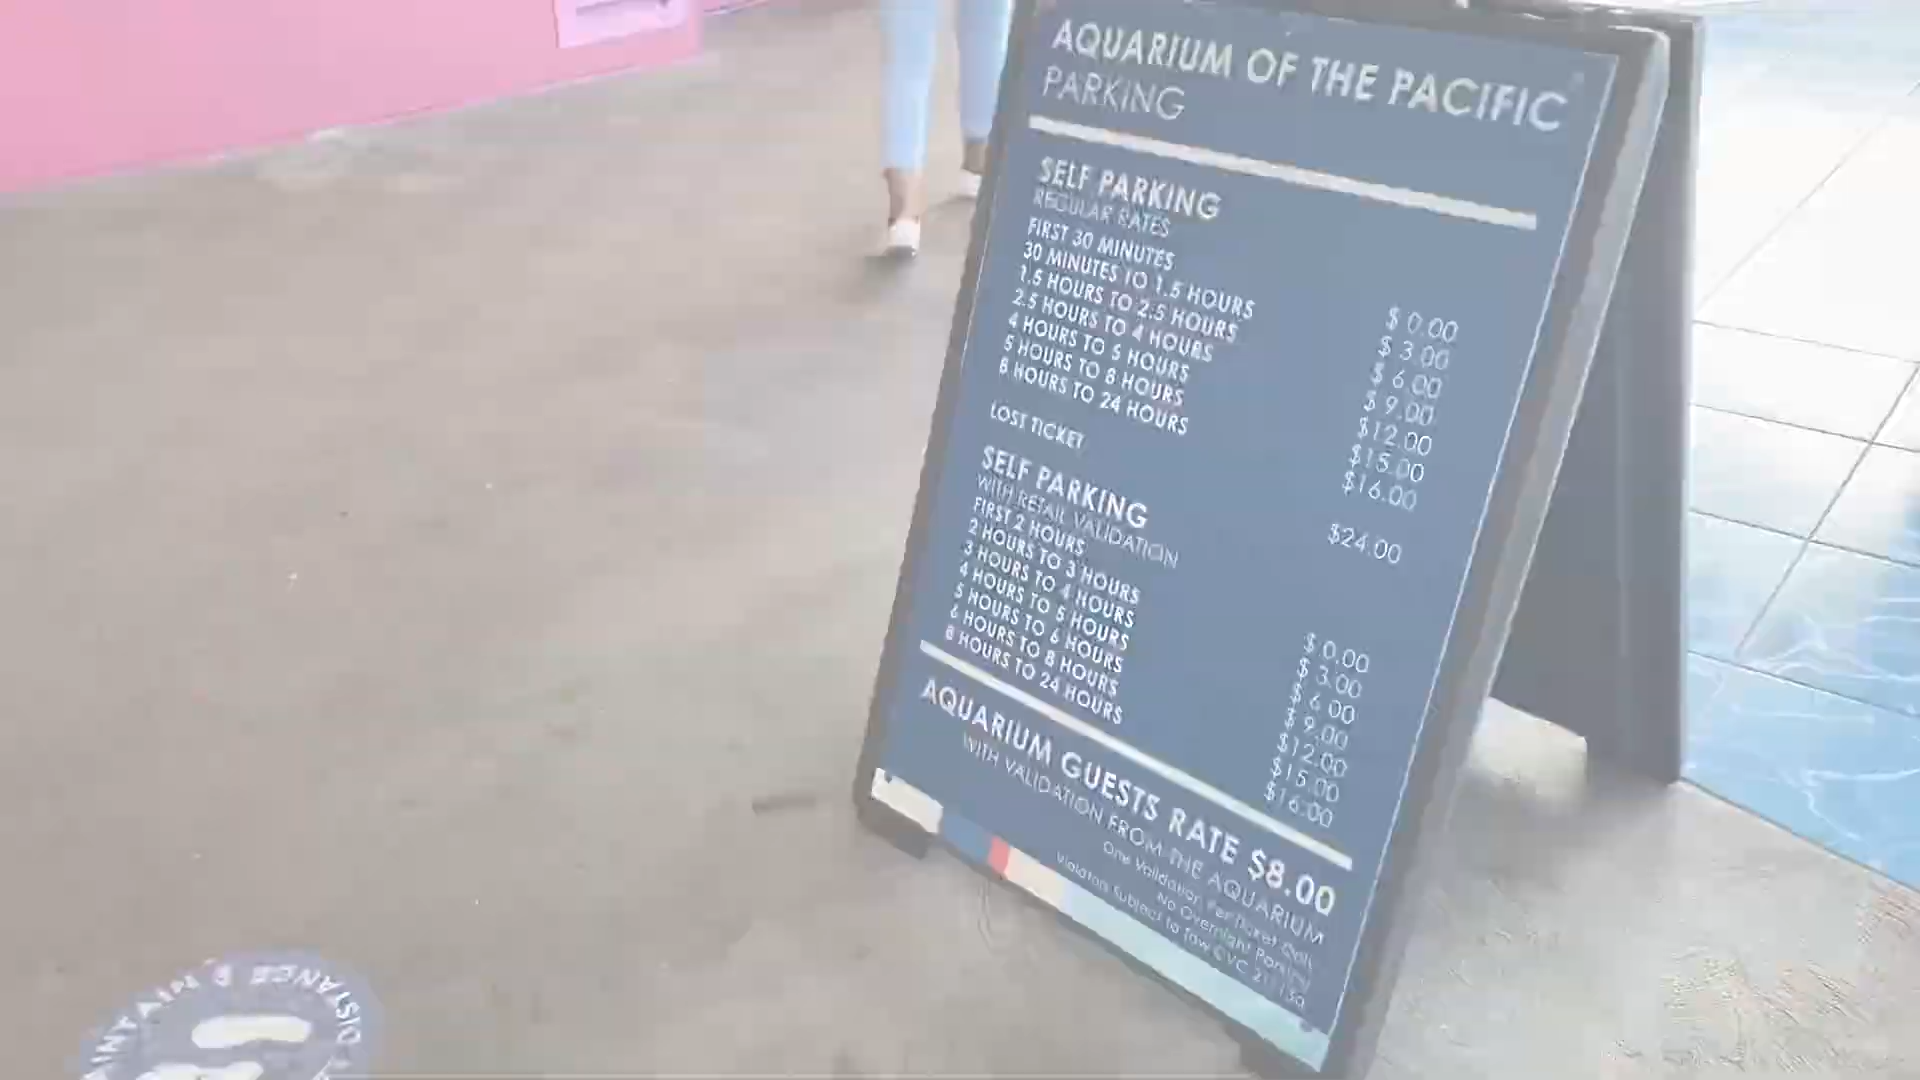 AQUARIUM OF THE PACIFIC
PARKING
SELF PARKING
REGULAR RATES
FIRST 30 MINUTES $ 0.00
30 MINUTES TO 1.5 HOURS $ 3.00
1.5 HOURS TO 2.5 HOURS $ 6.00
2.5 HOURS TO 4 HOURS $ 9.00
4 HOURS TO 5 HOURS $12.00
5 HOURS TO 8 HOURS $15.00
8 HOURS TO 24 HOURS $16.00
LOST TICKET $24.00
SELF PARKING
WITH RETAIL VALIDATION
FIRST 2 HOURS $ 0.00
2 HOURS TO 3 HOURS $ 3.00
3 HOURS TO 4 HOURS $ 6.00
4 HOURS TO 5 HOURS $ 9.00
5 HOURS TO 6 HOURS $12.00
6 HOURS TO 8 HOURS $15.00
8 HOURS TO 24 HOURS $16.00
AQUARIUM GUESTS RATE $8.00
WITH VALIDATION FROM THE AQUARIUM
One Validation Per Ticket Only
No Overnight Parking
Violators Subject to law CVC
DISTANCE